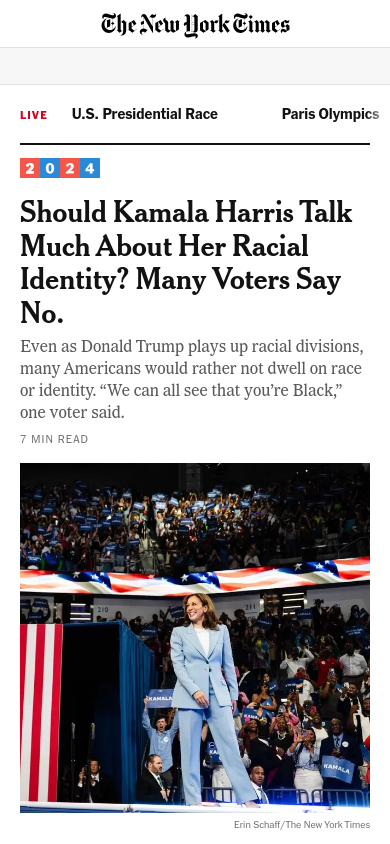 The New York Times
LIVE U.S. Presidential Race Paris Olympics
2024
Should Kamala Harris Talk
Much About Her Racial
Identity? Many Voters Say
No.
Even as Donald Trump plays up racial divisions,
many Americans would rather not dwell on race
or identity. “We can all see that you’re Black,”
one voter said.
7 MIN READ
210
211
KAMALA
KAMALA
KAMALA
Erin Schaff/The New York Times